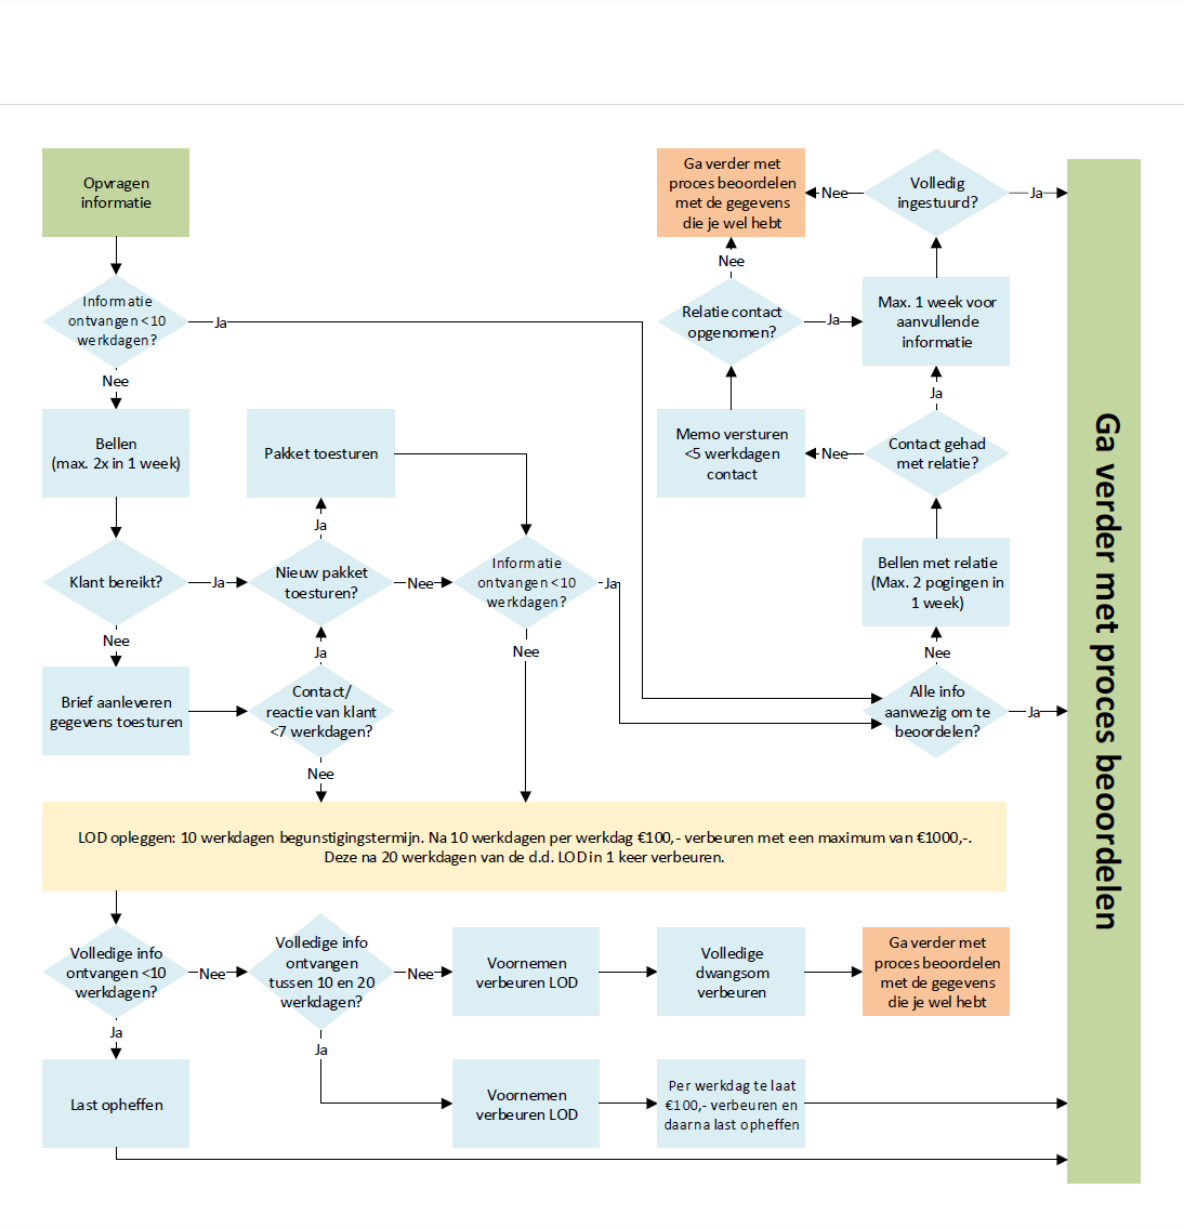 Opvragen
informatie
Ga verder met
proces beoordelen
met de gegevens
die je wel hebt
Nee
Volledig
ingestuurd?
Ja
Nee
Informatie
ontvangen <10
werkdagen?
Ja
Relatie contact
opgenomen?
Ja
Max. 1 week voor
aanvullende
informatie
Nee
Ja
Bellen
(max. 2x in 1 week)
Pakket toesturen
Memo versturen
<5 werkdagen
contact
Nee
Contact gehad
met relatie?
Ja
Klant bereikt?
Ja
Nieuw pakket
toesturen?
Nee
Informatie
ontvangen <10
werkdagen?
Ja
Bellen met relatie
(Max. 2 pogingen in
1 week)
Nee
Ja
Nee
Nee
Brief aanleveren
gegevens toesturen
Contact/
reactie van klant
<7 werkdagen?
Alle info
aanwezig om te
beoordelen?
Ja
Nee
Ga verder met proces beoordelen
LOD opleggen: 10 werkdagen begunstigingstermijn. Na 10 werkdagen per werkdag €100,- verbeuren met een maximum van €1000,-.
Deze na 20 werkdagen van de d.d. LOD in 1 keer verbeuren.
Volledige info
ontvangen <10
werkdagen?
Nee
Volledige info
ontvangen
tussen 10 en 20
werkdagen?
Nee
Voornemen
verbeuren LOD
Volledige
dwangsom
verbeuren
Ga verder met
proces beoordelen
met de gegevens
die je wel hebt
Ja
Ja
Last opheffen
Voornemen
verbeuren LOD
Per werkdag te laat
€100,- verbeuren en
daarna last opheffen